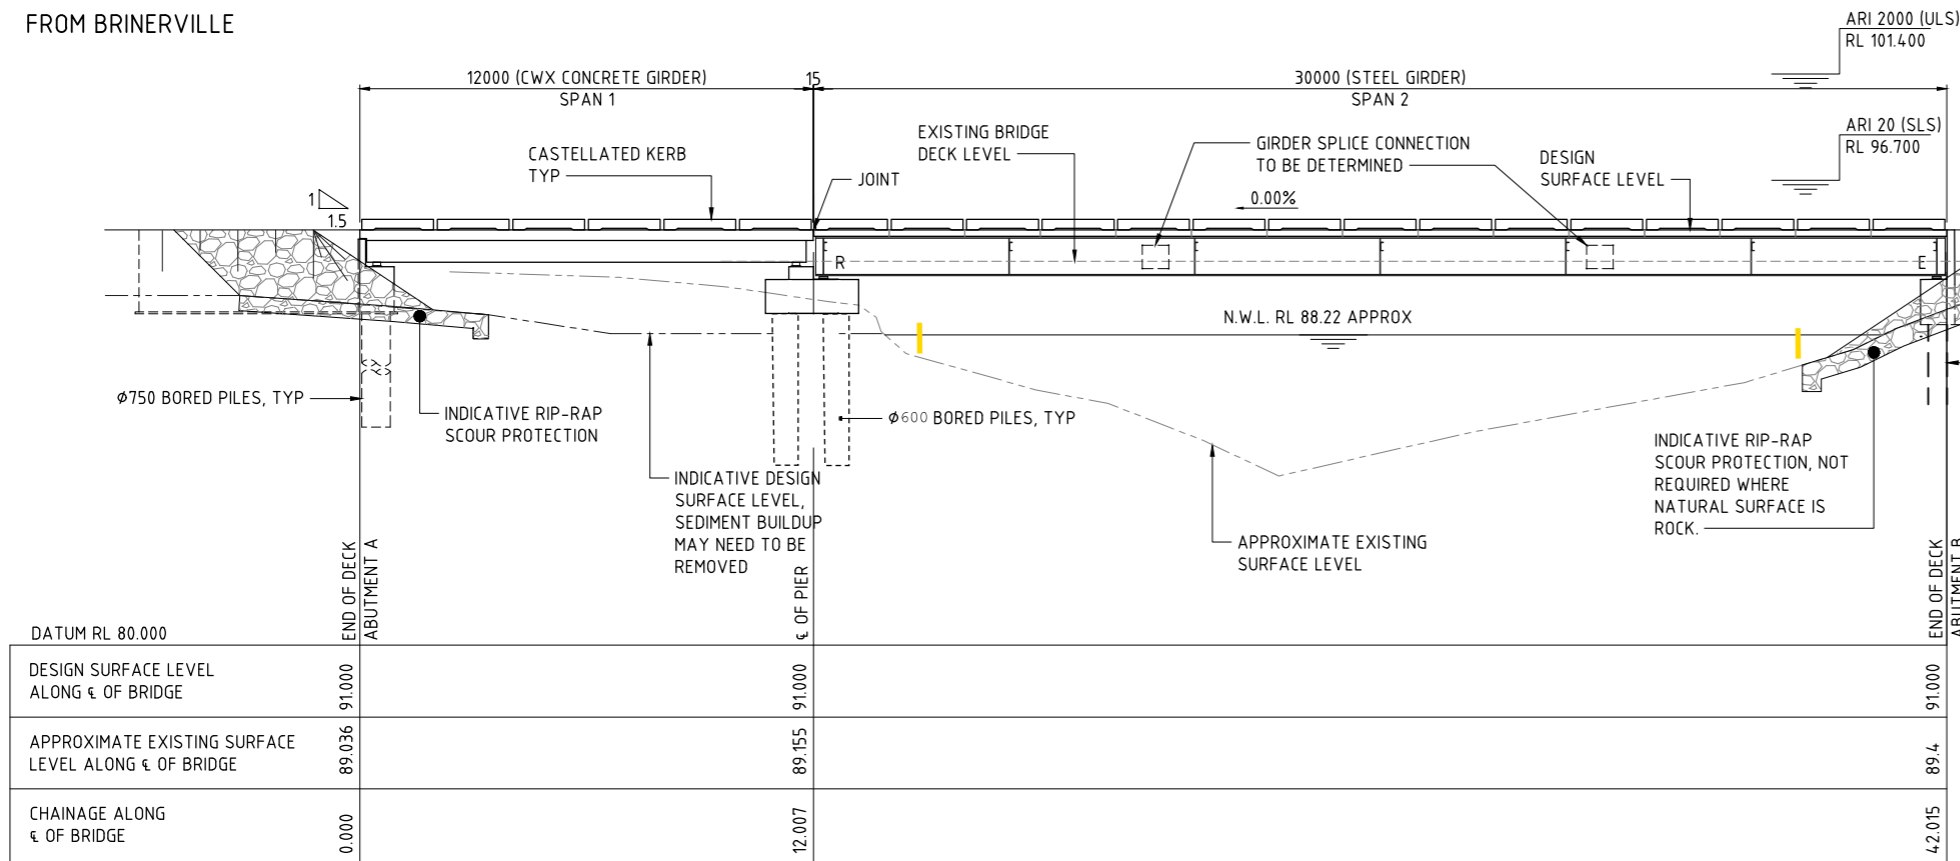 FROM BRINERVILLE
ARI 2000 (ULS)
RL 101.400
12000 (CWX CONCRETE GIRDER)
SPAN 1
15
30000 (STEEL GIRDER)
SPAN 2
ARI 20 (SLS)
RL 96.700
CASTELLATED KERB
TYP
JOINT
EXISTING BRIDGE
DECK LEVEL
GIRDER SPLICE CONNECTION
TO BE DETERMINED
DESIGN
SURFACE LEVEL
0.00%
1
1.5
R
E
N.W.L. RL 88.22 APPROX
Ø750 BORED PILES, TYP
INDICATIVE RIP-RAP
SCOUR PROTECTION
Ø600 BORED PILES, TYP
INDICATIVE DESIGN
SURFACE LEVEL,
SEDIMENT BUILDUP
MAY NEED TO BE
REMOVED
APPROXIMATE EXISTING
SURFACE LEVEL
INDICATIVE RIP-RAP
SCOUR PROTECTION, NOT
REQUIRED WHERE
NATURAL SURFACE IS
ROCK.
END OF DECK
ABUTMENT A
℄ OF PIER
END OF DECK
ABUTMENT B
DATUM RL 80.000
DESIGN SURFACE LEVEL
ALONG ℄ OF BRIDGE
91.000
91.000
91.000
APPROXIMATE EXISTING SURFACE
LEVEL ALONG ℄ OF BRIDGE
89.036
89.155
89.4
CHAINAGE ALONG
℄ OF BRIDGE
0.000
12.007
42.015